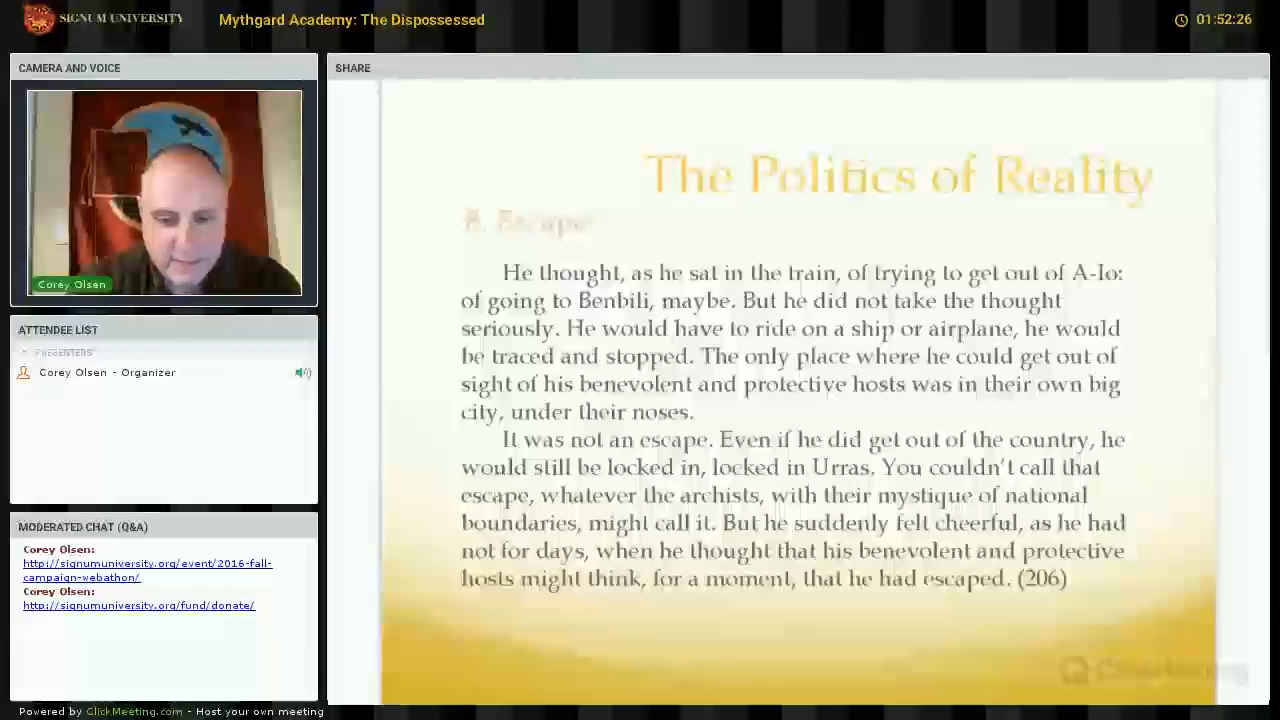 SIGNUM UNIVERSITY
Mythgard Academy: The Dispossessed
01:52:26
CAMERA AND VOICE
Corey Olsen
ATTENDEE LIST
PRESENTERS
Corey Olsen - Organizer
MODERATED CHAT (Q&A)
Corey Olsen:
http://signumuniversity.org/event/2016-fall-
campaign-webathon/
Corey Olsen:
http://signumuniversity.org/fund/donate/
Powered by ClickMeeting.com - Host your own meeting
SHARE
The Politics of Reality
8. Escape
He thought, as he sat in the train, of trying to get out of A-Io:
of going to Benbili, maybe. But he did not take the thought
seriously. He would have to ride on a ship or airplane, he would
be traced and stopped. The only place where he could get out of
sight of his benevolent and protective hosts was in their own big
city, under their noses.
It was not an escape. Even if he did get out of the country, he
would still be locked in, locked in Urras. You couldn't call that
escape, whatever the archists, with their mystique of national
boundaries, might call it. But he suddenly felt cheerful, as he had
not for days, when he thought that his benevolent and protective
hosts might think, for a moment, that he had escaped. (206)
ClickMeeting